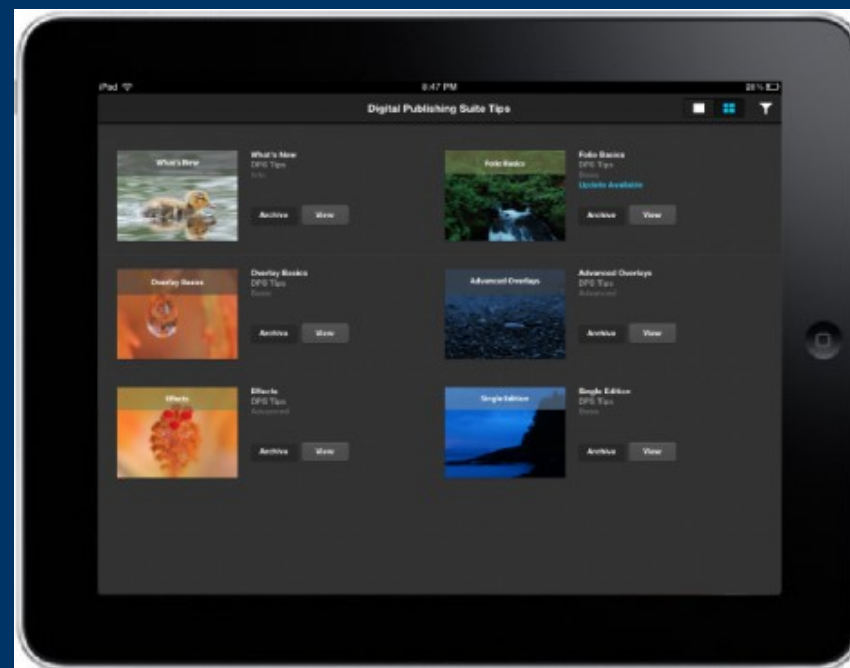 iPad
8:47 PM
28%
Digital Publishing Suite Tips
What's New
What's New
DPS Tips
Info
Archive
View
Folio Basics
Folio Basics
DPS Tips
Basic
Update Available
Archive
View
Overlay Basics
Overlay Basics
DPS Tips
Basic
Archive
View
Advanced Overlays
Advanced Overlays
DPS Tips
Advanced
Archive
View
Effects
Effects
DPS Tips
Advanced
Archive
View
Single Edition
Single Edition
DPS Tips
Basic
Archive
View